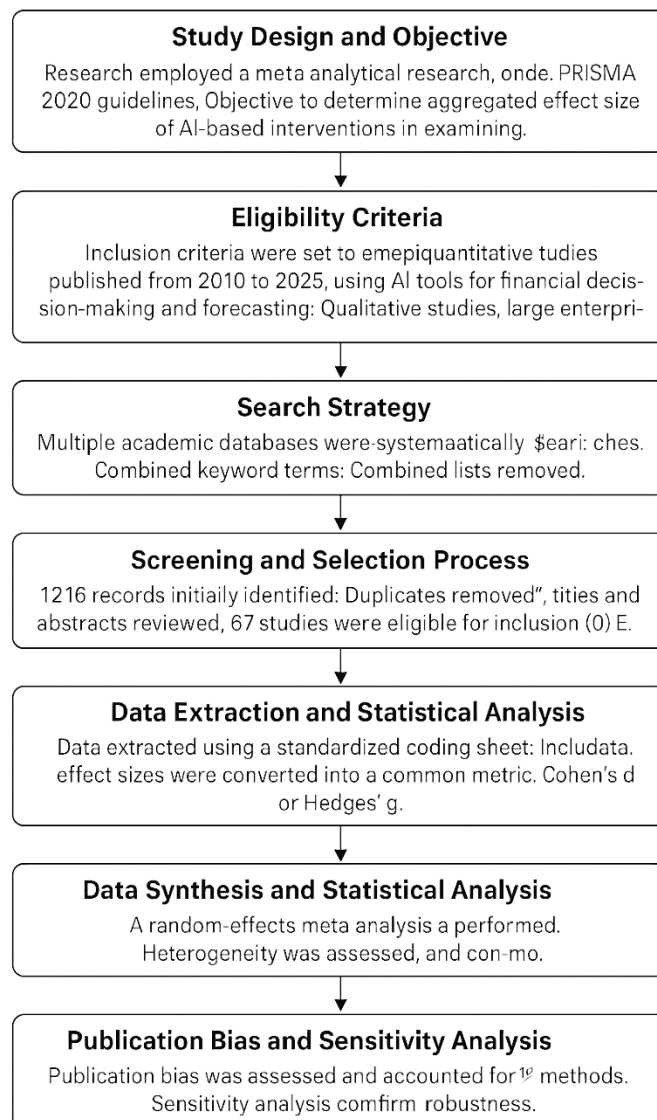 Study Design and Objective
Research employed a meta analytical research, onde. PRISMA
2020 guidelines, Objective to determine aggregated effect size
of AI-based interventions in examining.
Eligibility Criteria
Inclusion criteria were set to emepiquantitative tudies
published from 2010 to 2025, using AI tools for financial decis-
sion-making and forecasting: Qualitative studies, large enterpri-
Search Strategy
Multiple academic databases were-systemaatically $eari: ches.
Combined keyword terms: Combined lists removed.
Screening and Selection Process
1216 records initiaily identified: Duplicates removed”, tities and
abstracts reviewed, 67 studies were eligible for inclusion (0) E.
Data Extraction and Statistical Analysis
Data extracted using a standardized coding sheet: Includata.
effect sizes were converted into a common metric. Cohen's d
or Hedges’ g.
Data Synthesis and Statistical Analysis
A random-effects meta analysis a performed.
Heterogeneity was assessed, and con-mo.
Publication Bias and Sensitivity Analysis
Publication bias was assessed and accounted for methods.
Sensitivity analysis comfirm robustness.